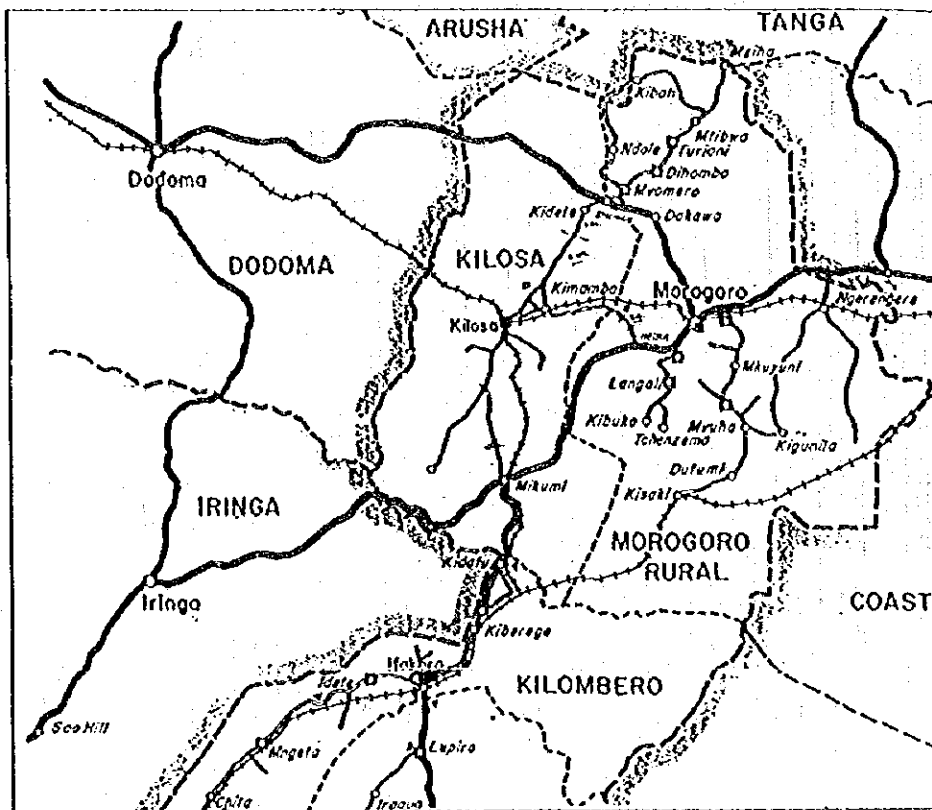 ARUSHA
TANGA
Kibati
Mtibwa
Turiani
Ndole
Dihombo
Mvomero
Dodoma
Kidete
Dakawa
DODOMA
KILOSA
Kimamba
Morogoro
Ngerengere
Kilosa
Mkuyuni
Langali
Kibuko
Tchenzema
Mvuha
Kigunila
Dutumi
Mikumi
Kisaki
IRINGA
MOROGORO
RURAL
Kidatu
COAST
Iringa
Kiberege
Ifakara
Idete
KILOMBERO
Sao Hill
Mngeta
Lupiro
Chita